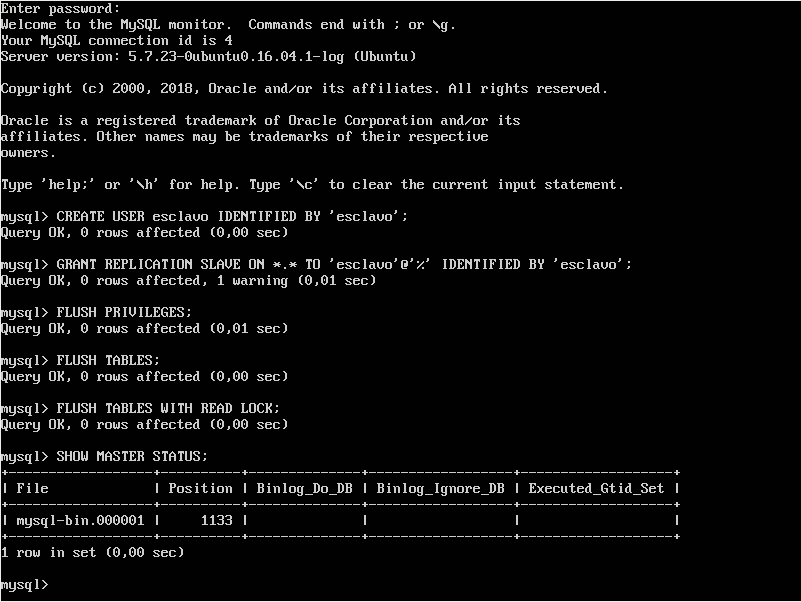 Enter password:
Welcome to the MySQL monitor.  Commands end with ; or \g.
Your MySQL connection id is 4
Server version: 5.7.23-0ubuntu0.16.04.1-log (Ubuntu)
Copyright (c) 2000, 2018, Oracle and/or its affiliates. All rights reserved.
Oracle is a registered trademark of Oracle Corporation and/or its
affiliates. Other names may be trademarks of their respective
owners.
Type 'help;' or '\h' for help. Type '\c' to clear the current input statement.
mysql> CREATE USER esclavo IDENTIFIED BY 'esclavo';
Query OK, 0 rows affected (0,00 sec)
mysql> GRANT REPLICATION SLAVE ON *.* TO 'esclavo'@'%' IDENTIFIED BY 'esclavo';
Query OK, 0 rows affected, 1 warning (0,01 sec)
mysql> FLUSH PRIVILEGES;
Query OK, 0 rows affected (0,01 sec)
mysql> FLUSH TABLES;
Query OK, 0 rows affected (0,00 sec)
mysql> FLUSH TABLES WITH READ LOCK;
Query OK, 0 rows affected (0,00 sec)
mysql> SHOW MASTER STATUS;
+------------------+----------+--------------+------------------+-------------------+
| File             | Position | Binlog_Do_DB | Binlog_Ignore_DB | Executed_Gtid_Set |
+------------------+----------+--------------+------------------+-------------------+
| mysql-bin.000001 |     1133 |              |                  |                   |
+------------------+----------+--------------+------------------+-------------------+
1 row in set (0,00 sec)
mysql>